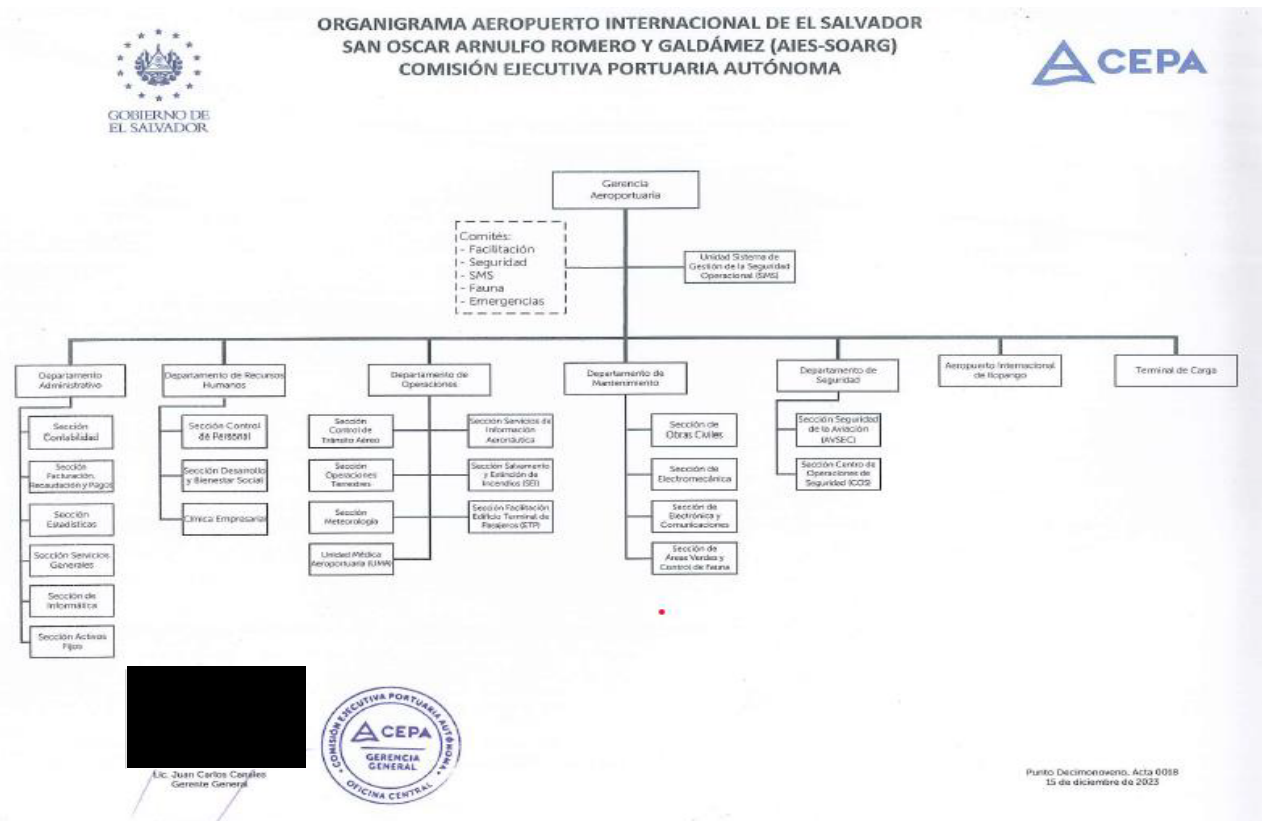 ORGANIGRAMA AEROPUERTO INTERNACIONAL DE EL SALVADOR
SAN OSCAR ARNULFO ROMERO Y GALDÁMEZ (AIES-SOARG)
COMISIÓN EJECUTIVA PORTUARIA AUTÓNOMA
GOBIERNO DE
EL SALVADOR
CEPA
Gerencia
Aeroportuaria
Comités:
- Facilitación
- Seguridad
- SMS
- Fauna
- Emergencias
Unidad Sistema de
Gestión de la Seguridad
Operacional (SMS)
Departamento
Administrativo
Departamento de Recursos
Humanos
Departamento de
Operaciones
Departamento de
Mantenimiento
Departamento de
Seguridad
Aeropuerto Internacional
de Ilopango
Terminal de Carga
Sección
Contabilidad
Sección
Facturación,
Recaudación y Pagos
Sección
Estadísticas
Sección Servicios
Generales
Sección de
Informática
Sección Activos
Fijos
Sección Control
de Personal
Sección Desarrollo
y Bienestar Social
Clínica Empresarial
Sección
Control de
Tránsito Aéreo
Sección Servicios de
Información
Aeronáutica
Sección
Operaciones
Terrestres
Sección Salvamento
y Extinción de
Incendios (SEI)
Sección
Meteorología
Sección Facilitación
Edificio Terminal de
Pasajeros (ETP)
Unidad Médica
Aeroportuaria (UMA)
Sección de
Obras Civiles
Sección de
Electromecánica
Sección de
Electrónica y
Comunicaciones
Sección de
Áreas Verdes y
Control de Fauna
Sección Seguridad
de la Aviación
(AVSEC)
Sección Centro de
Operaciones de
Seguridad (COS)
Lic. Juan Carlos Canales
Gerente General
COMISIÓN EJECUTIVA PORTUARIA AUTÓNOMA
CEPA
GERENCIA
GENERAL
OFICINA CENTRAL
Punto Decimonoveno, Acta 0018
15 de diciembre de 2023